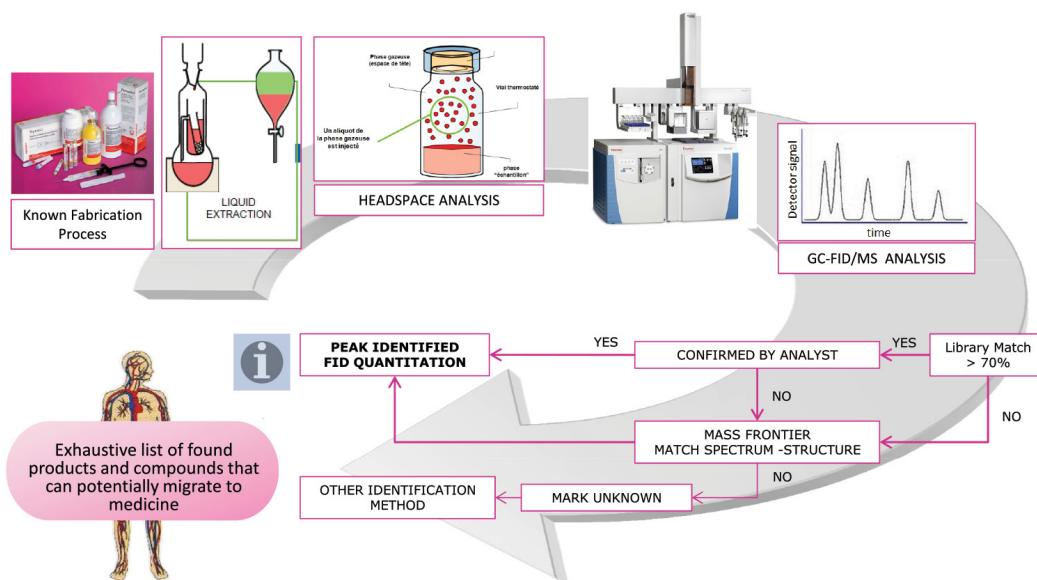 Known Fabrication
Process
LIQUID
EXTRACTION
Phase gazeuse
(espace de tête)
Vial thermostaté
Un aliquot de
la phase gazeuse
est injecté
phase
"échantillon"
HEADSPACE ANALYSIS
Detector signal
time
GC-FID/MS ANALYSIS
Library Match
> 70%
YES
NO
CONFIRMED BY ANALYST
YES
NO
PEAK IDENTIFIED
FID QUANTITATION
MASS FRONTIER
MATCH SPECTRUM -STRUCTURE
NO
MARK UNKNOWN
OTHER IDENTIFICATION
METHOD
Exhaustive list of found
products and compounds that
can potentially migrate to
medicine